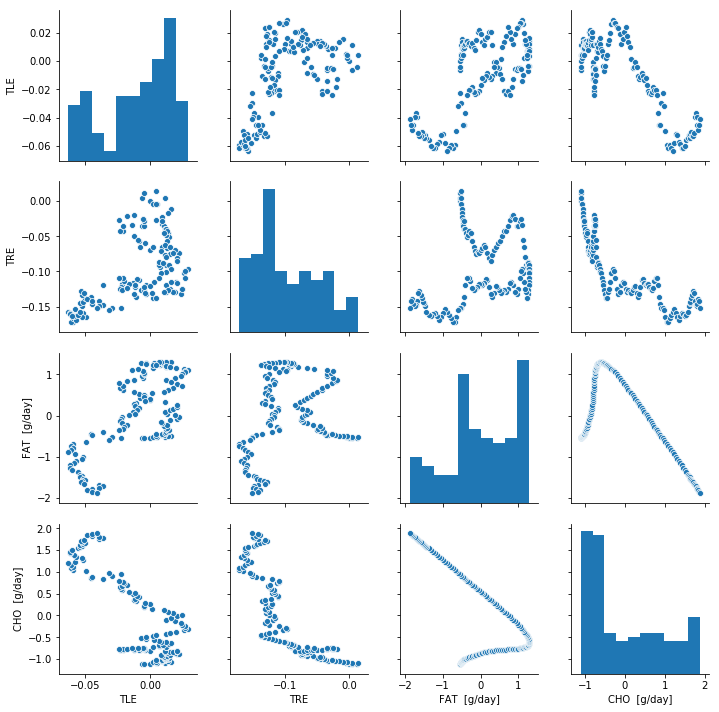 0.02
0.00
−0.02
−0.04
−0.06
TLE
0.00
−0.05
−0.10
−0.15
TRE
1
0
−1
−2
FAT [g/day]
2.0
1.5
1.0
0.5
0.0
−0.5
−1.0
CHO [g/day]
−0.05 0.00
−0.1 0.0
−2 −1 0 1
−1 0 1 2
TLE
TRE
FAT [g/day]
CHO [g/day]